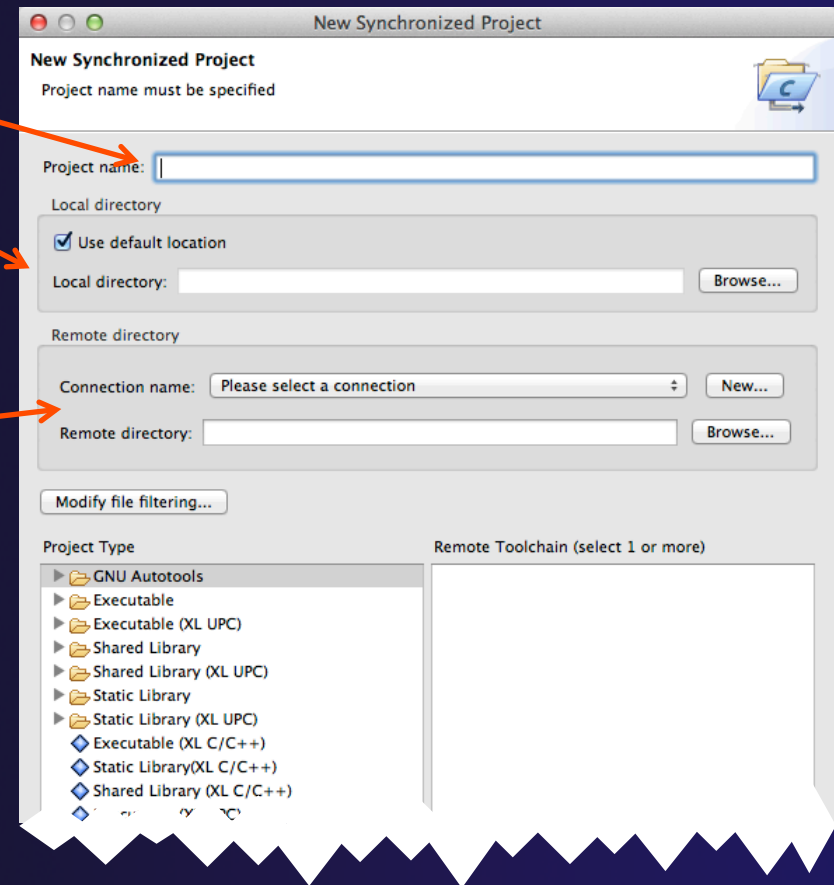 New Synchronized Project
New Synchronized Project
Project name must be specified
C
Project name:
Local directory
Use default location
Local directory:
Browse...
Remote directory
Connection name: Please select a connection New...
Remote directory: Browse...
Modify file filtering...
Project Type
Remote Toolchain (select 1 or more)
GNU Autotools
Executable
Executable (XL UPC)
Shared Library
Shared Library (XL UPC)
Static Library
Static Library (XL UPC)
Executable (XL C/C++)
Static Library(XL C/C++)
Shared Library (XL C/C++)